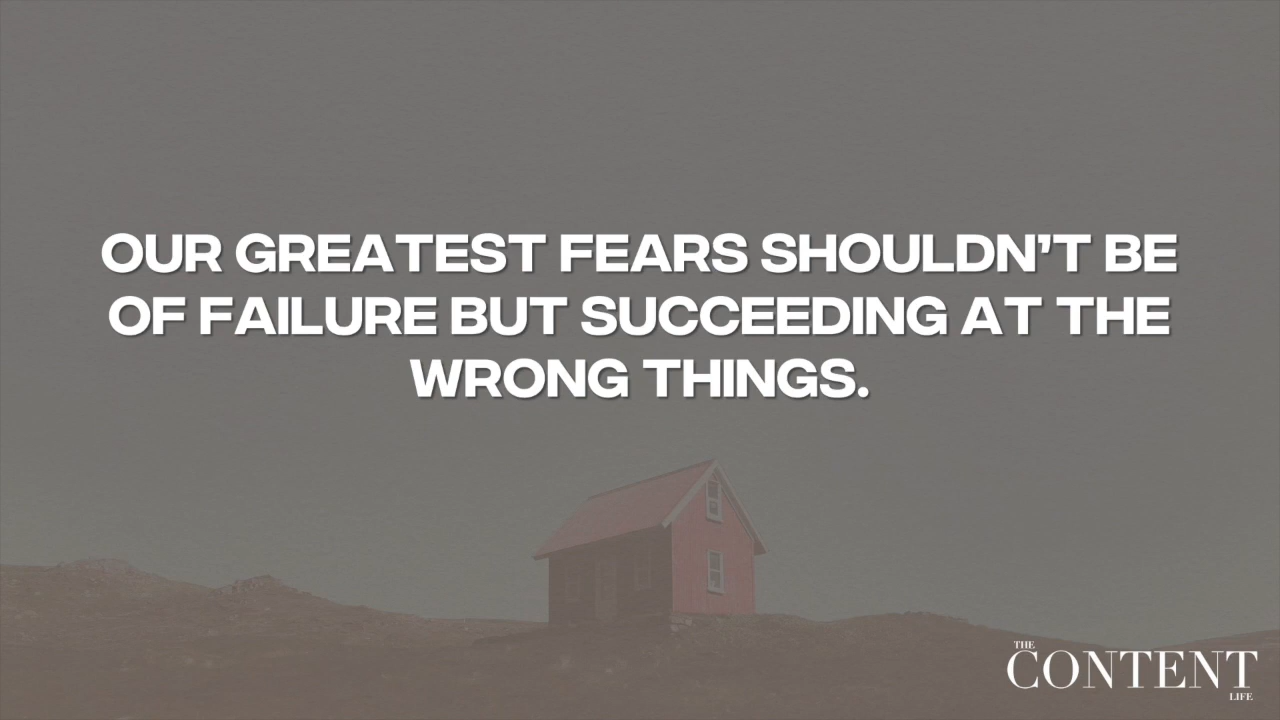 OUR GREATEST FEARS SHOULDN'T BE
OF FAILURE BUT SUCCEEDING AT THE
WRONG THINGS.
THE
CONTENT
LIFE